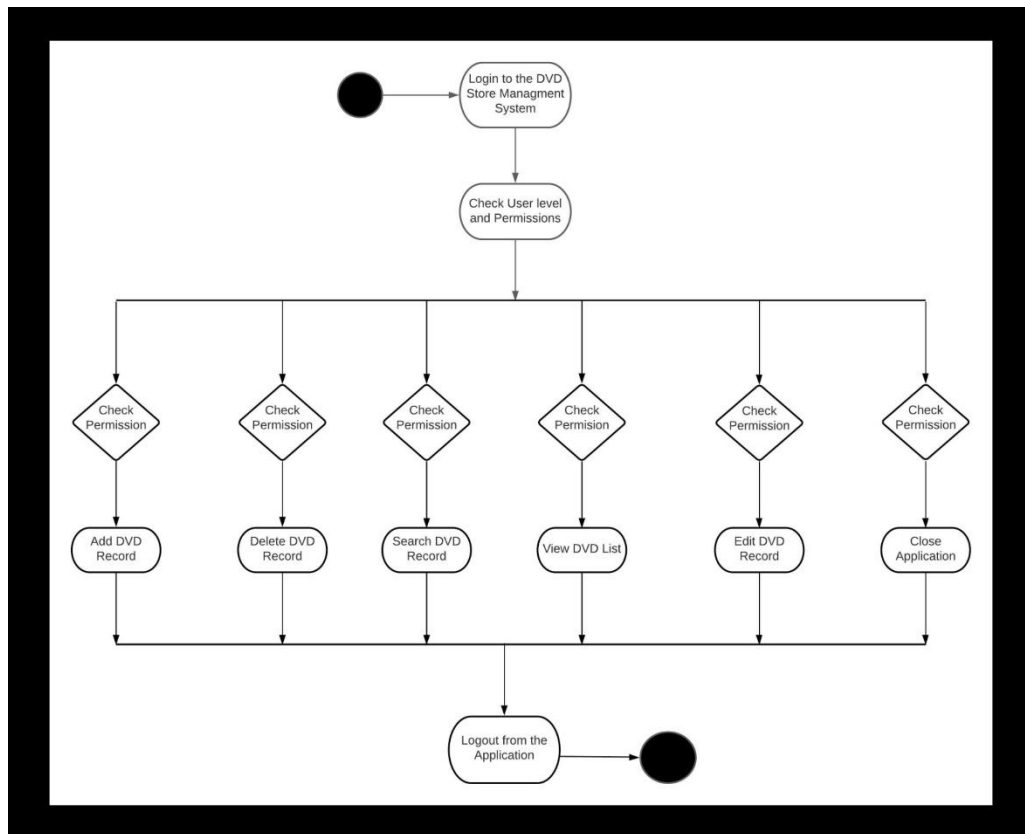 Login to the DVD
Store Managment
System
Check User level
and Permissions
Check
Permission
Check
Permission
Check
Permission
Check
Permision
Check
Permission
Check
Permission
Add DVD
Record
Delete DVD
Record
Search DVD
Record
View DVD List
Edit DVD
Record
Close
Application
Logout from the
Application